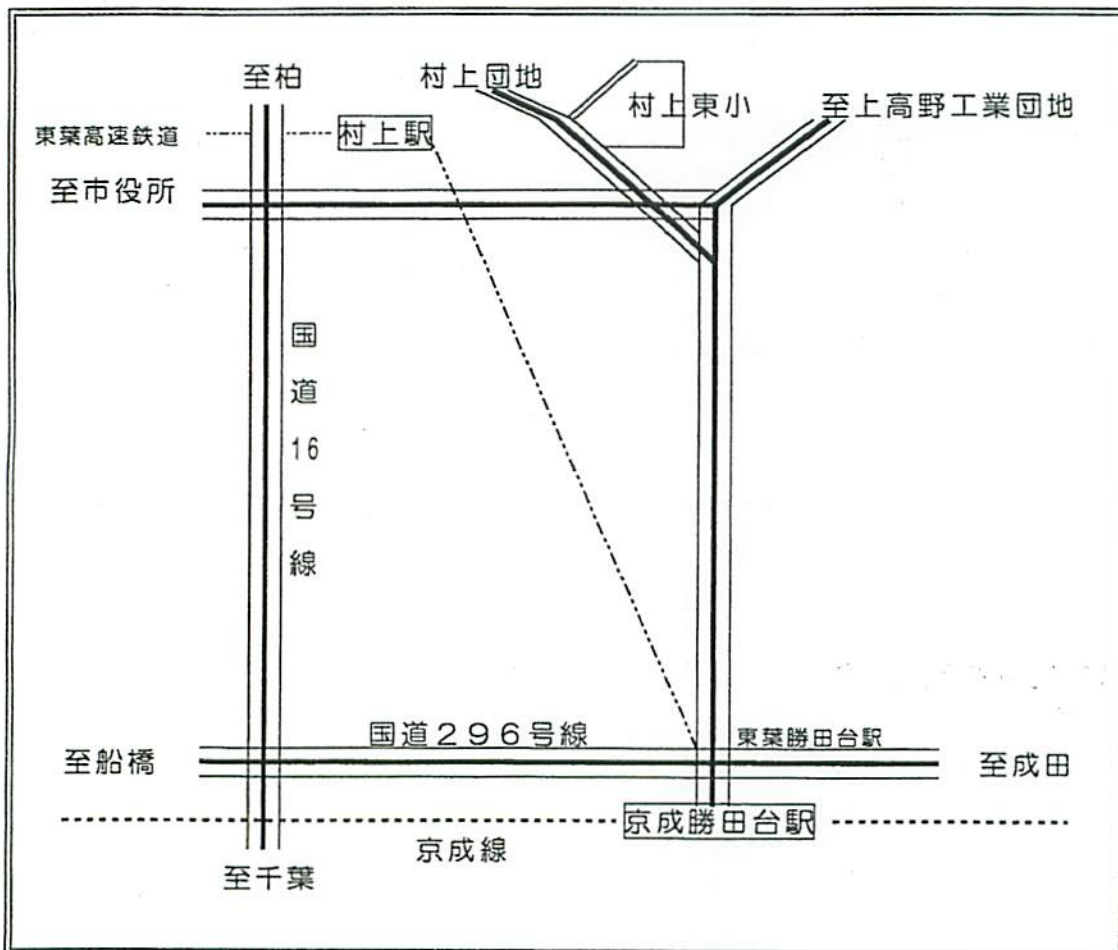 至柏
村上団地
村上東小
至上高野工業団地
東葉高速鉄道
村上駅
至市役所
国道16号線
国道296号線
東葉勝田台駅
至船橋
至成田
京成勝田台駅
京成線
至千葉